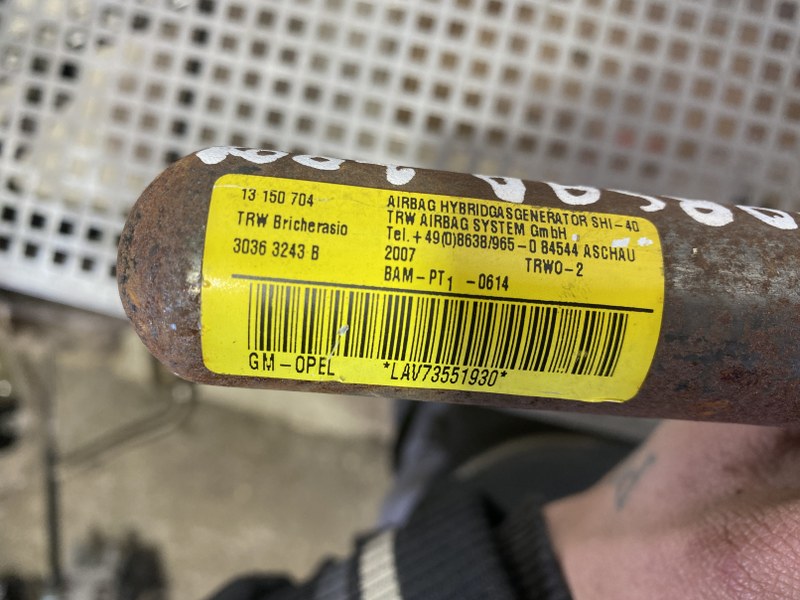 13 150 704
TRW Bricherasio
3036 3243 B
AIRBAG HYBRIDGASGENERATOR SHI-40
TRW AIRBAG SYSTEM GmbH
Tel.+49(0)8638/965-0 84544 ASCHAU
2007 TRWO-2
BAM-PT1 -0614
GM-OPEL *LAV73551930*